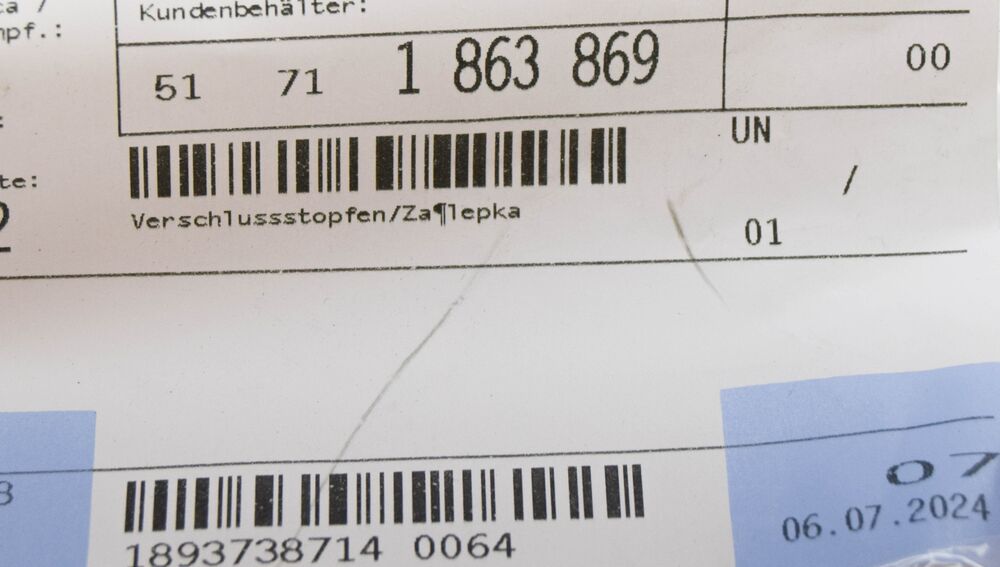 Kundenbehälter:
51 71 1 863 869 00
UN
/
Verschlussstopfen/Za¶lepka
01
07
06.07.2024
1893738714 0064